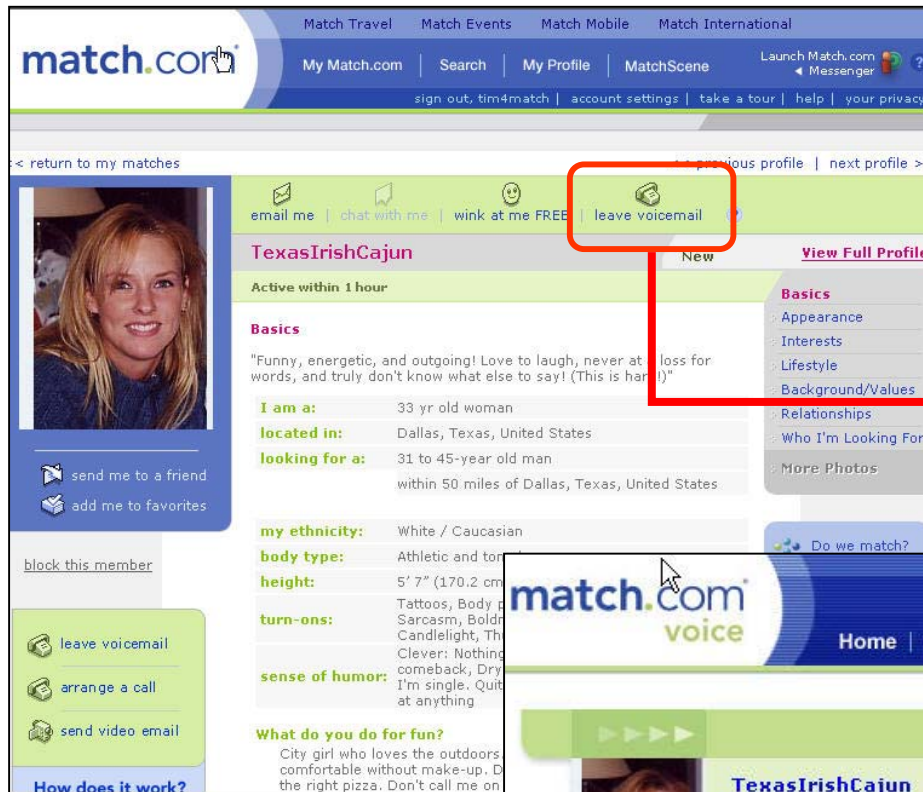 Match Travel Match Events Match Mobile Match International
match.com
My Match.com | Search | My Profile | MatchScene
Launch Match.com
Messenger
?
sign out, tim4match | account settings | take a tour | help | your privacy
< return to my matches
previous profile | next profile >
email me | chat with me | wink at me FREE | leave voicemail
?
TexasIrishCajun
New
View Full Profile
Active within 1 hour
Basics
"Funny, energetic, and outgoing! Love to laugh, never at loss for
words, and truly don't know what else to say! (This is )"
I am a: 33 yr old woman
located in: Dallas, Texas, United States
looking for a: 31 to 45-year old man
within 50 miles of Dallas, Texas, United States
my ethnicity: White / Caucasian
body type: Athletic and
height: 5' 7" (170.2 cm
turn-ons: Tattoos, Body
Sarcasm,
Candlelight,
sense of humor: Clever: Nothing
comeback, Dry
I'm single. Quit
at anything
What do you do for fun?
City girl who loves the outdoors.
comfortable without make-up.
the right pizza. Don't call me on
Basics
Appearance
Interests
Lifestyle
Background/Values
Relationships
Who I'm Looking For
More Photos
Do we match?
send me to a friend
add me to favorites
block this member
leave voicemail
arrange a call
send video email
How does it work?
match.com
voice
Home |
TexasIrishCajun